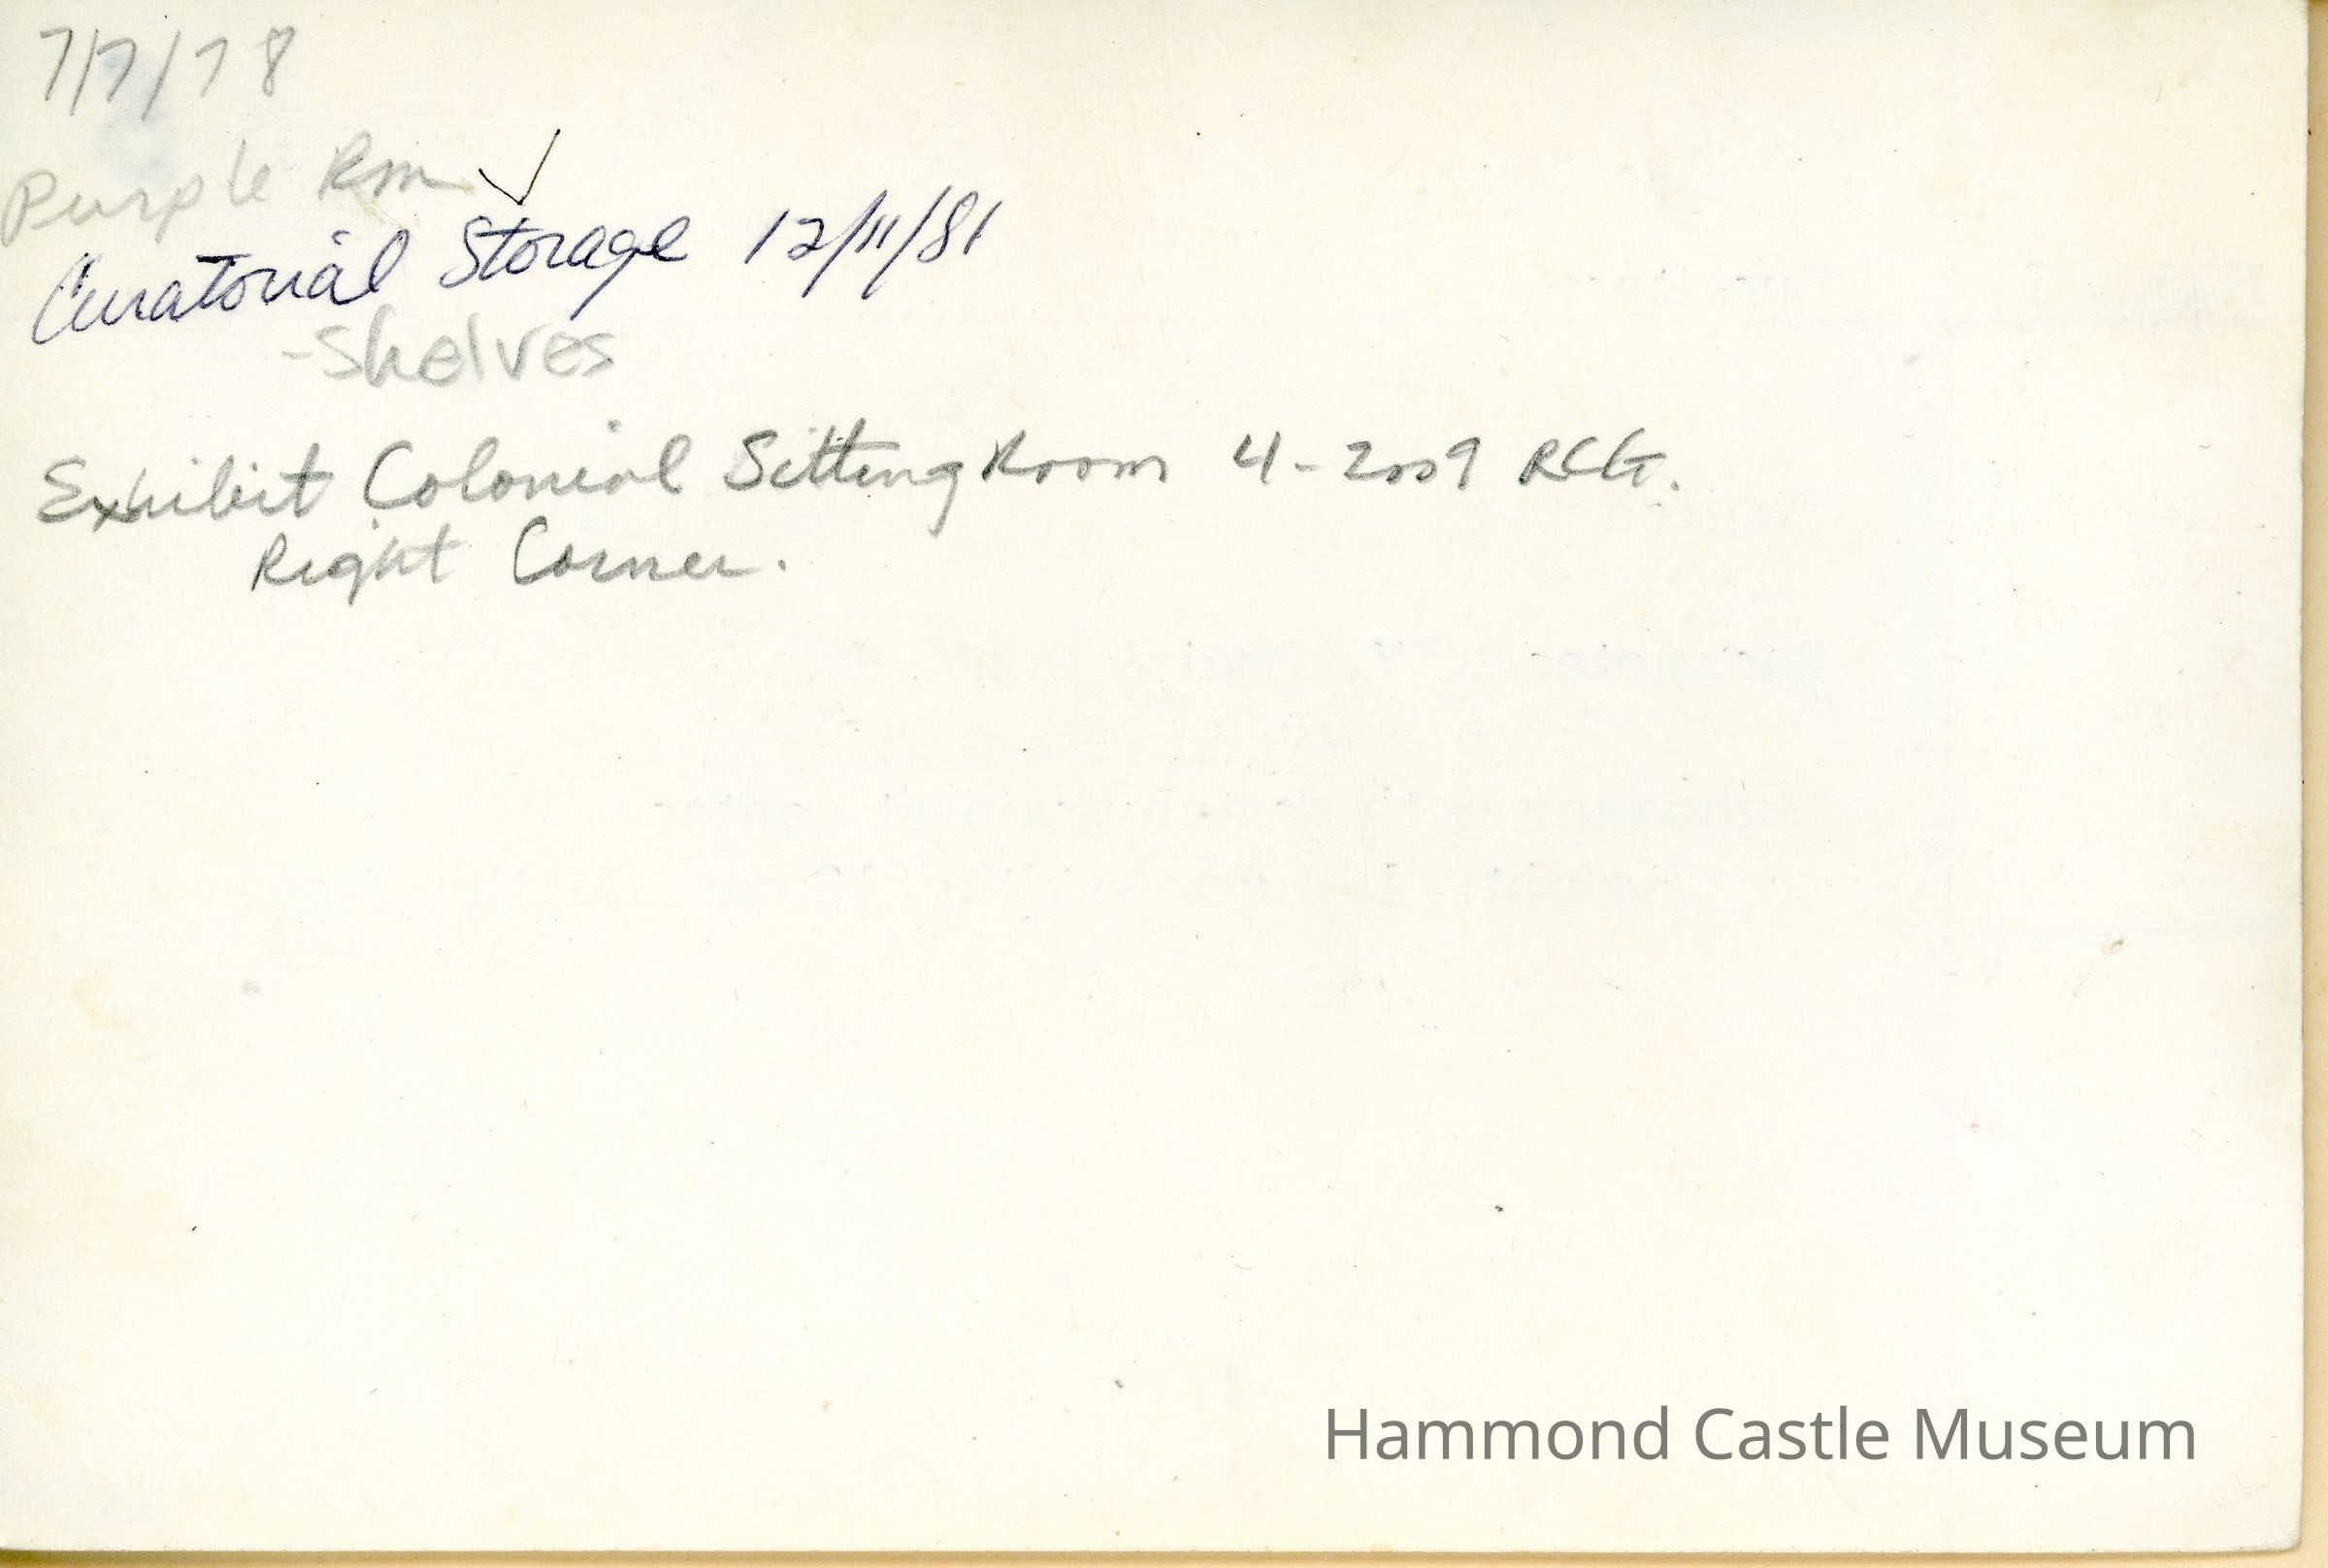 7/7/78
Purple Rm ✓
Curatorial Storage 12/11/81
-Shelves
Exhibit Colonial Sitting Room 4-2009 RCG.
Right Corner.
Hammond Castle Museum